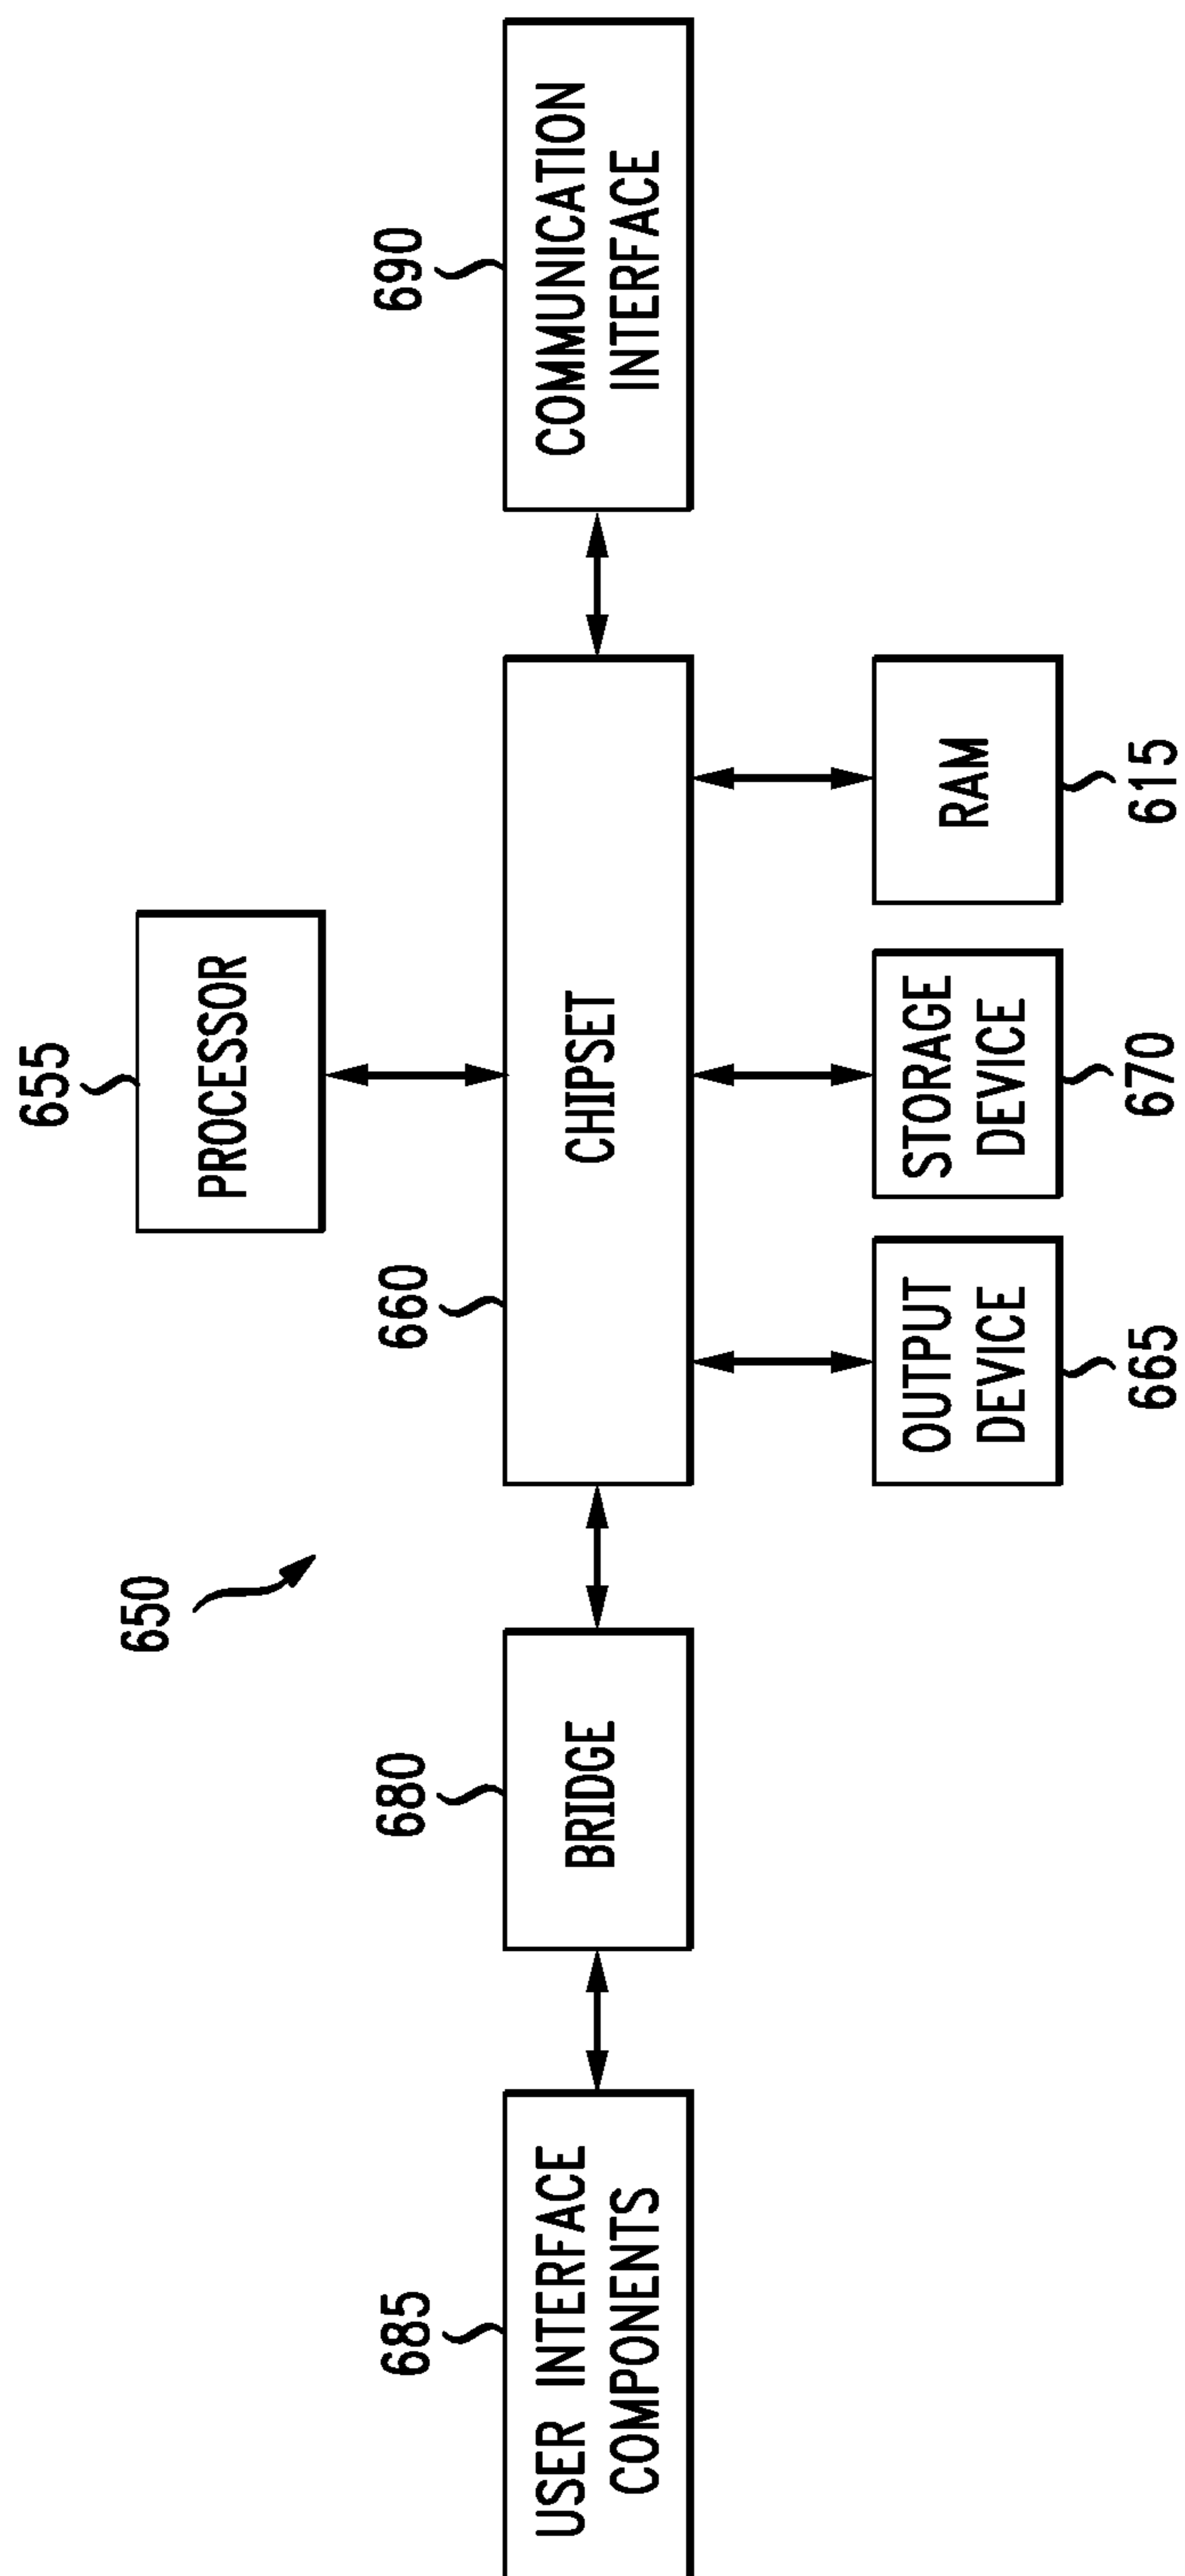 655
PROCESSOR
650
685
USER INTERFACE
COMPONENTS
680
BRIDGE
660
CHIPSET
690
COMMUNICATION
INTERFACE
OUTPUT
DEVICE
665
STORAGE
DEVICE
670
RAM
615